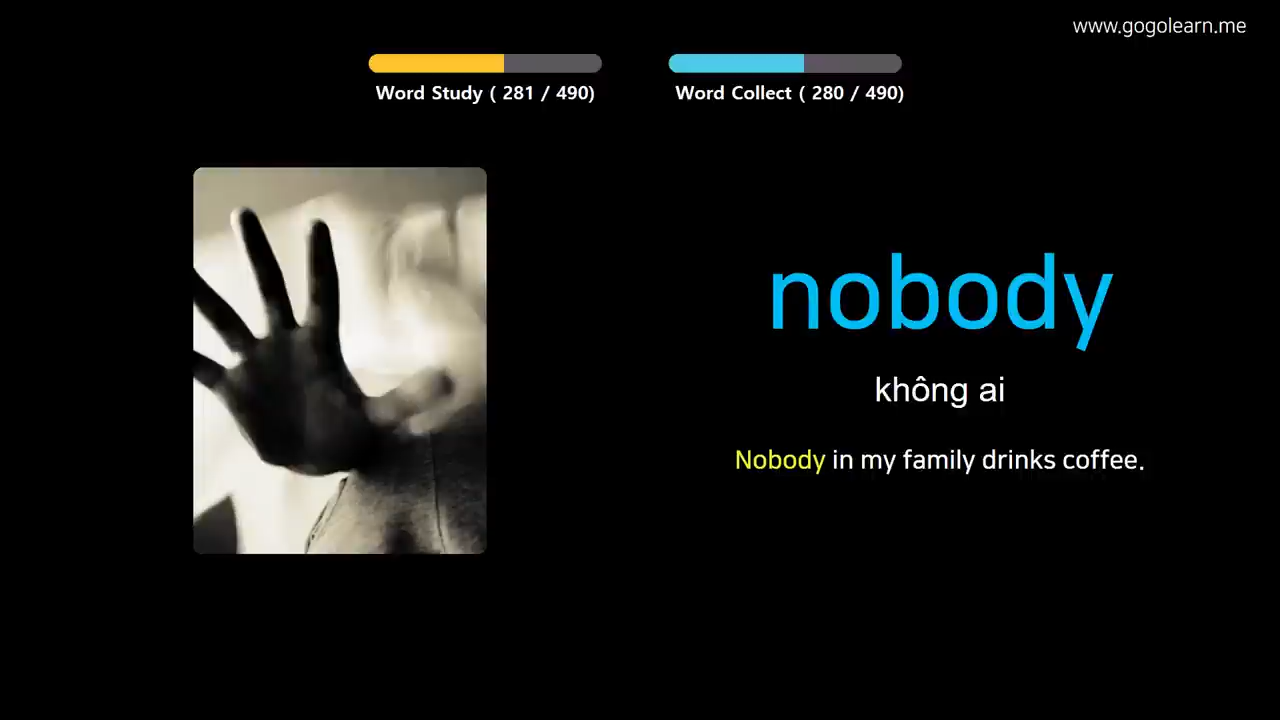 www.gogolearn.me
Word Study ( 281 / 490)
Word Collect ( 280 / 490)
nobody
không ai
Nobody in my family drinks coffee.